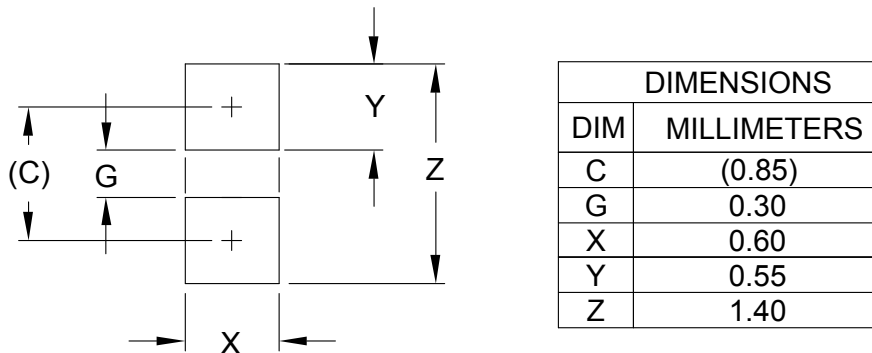 (C)
G
Y
Z
X
DIMENSIONS
DIM MILLIMETERS
C (0.85)
G 0.30
X 0.60
Y 0.55
Z 1.40